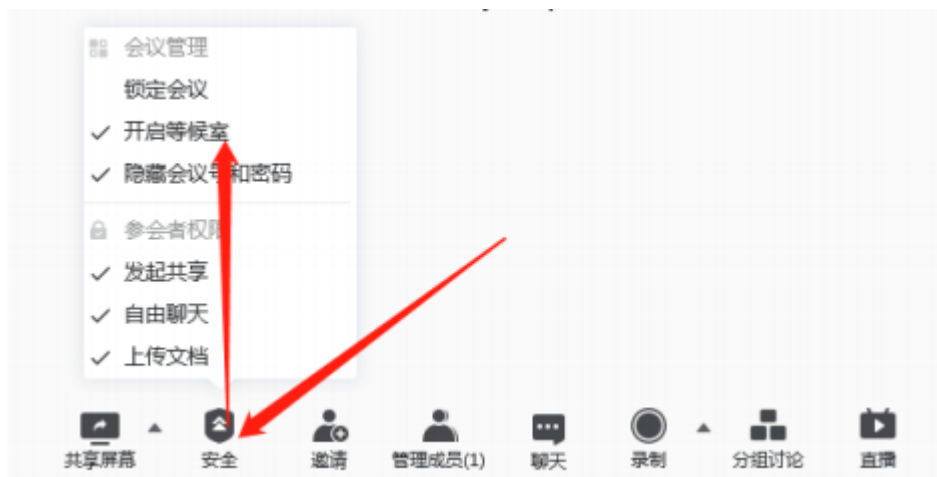 会议管理
锁定会议
开启等候室
隐藏会议号和密码
参会者权限
发起共享
自由聊天
上传文档
共享屏幕 安全 邀请 管理成员(1) 聊天 录制 分组讨论 直播